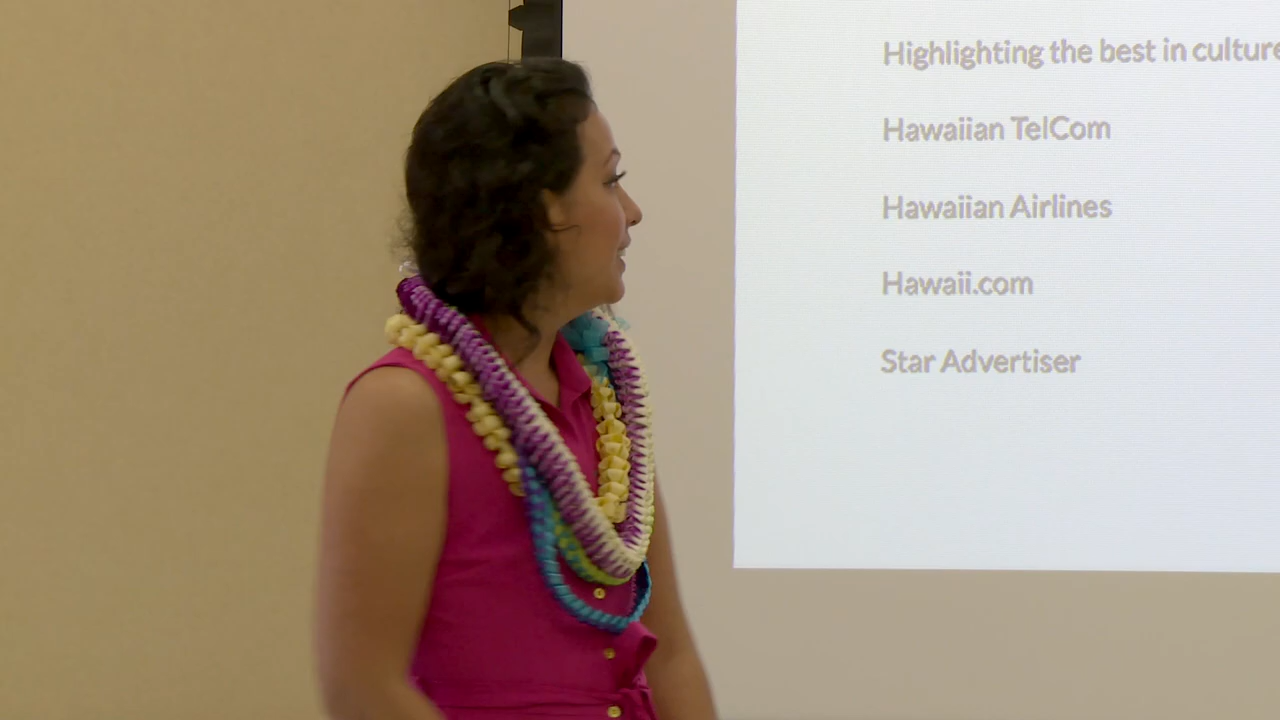 Highlighting the best in culture
Hawaiian TelCom
Hawaiian Airlines
Hawaii.com
Star Advertiser